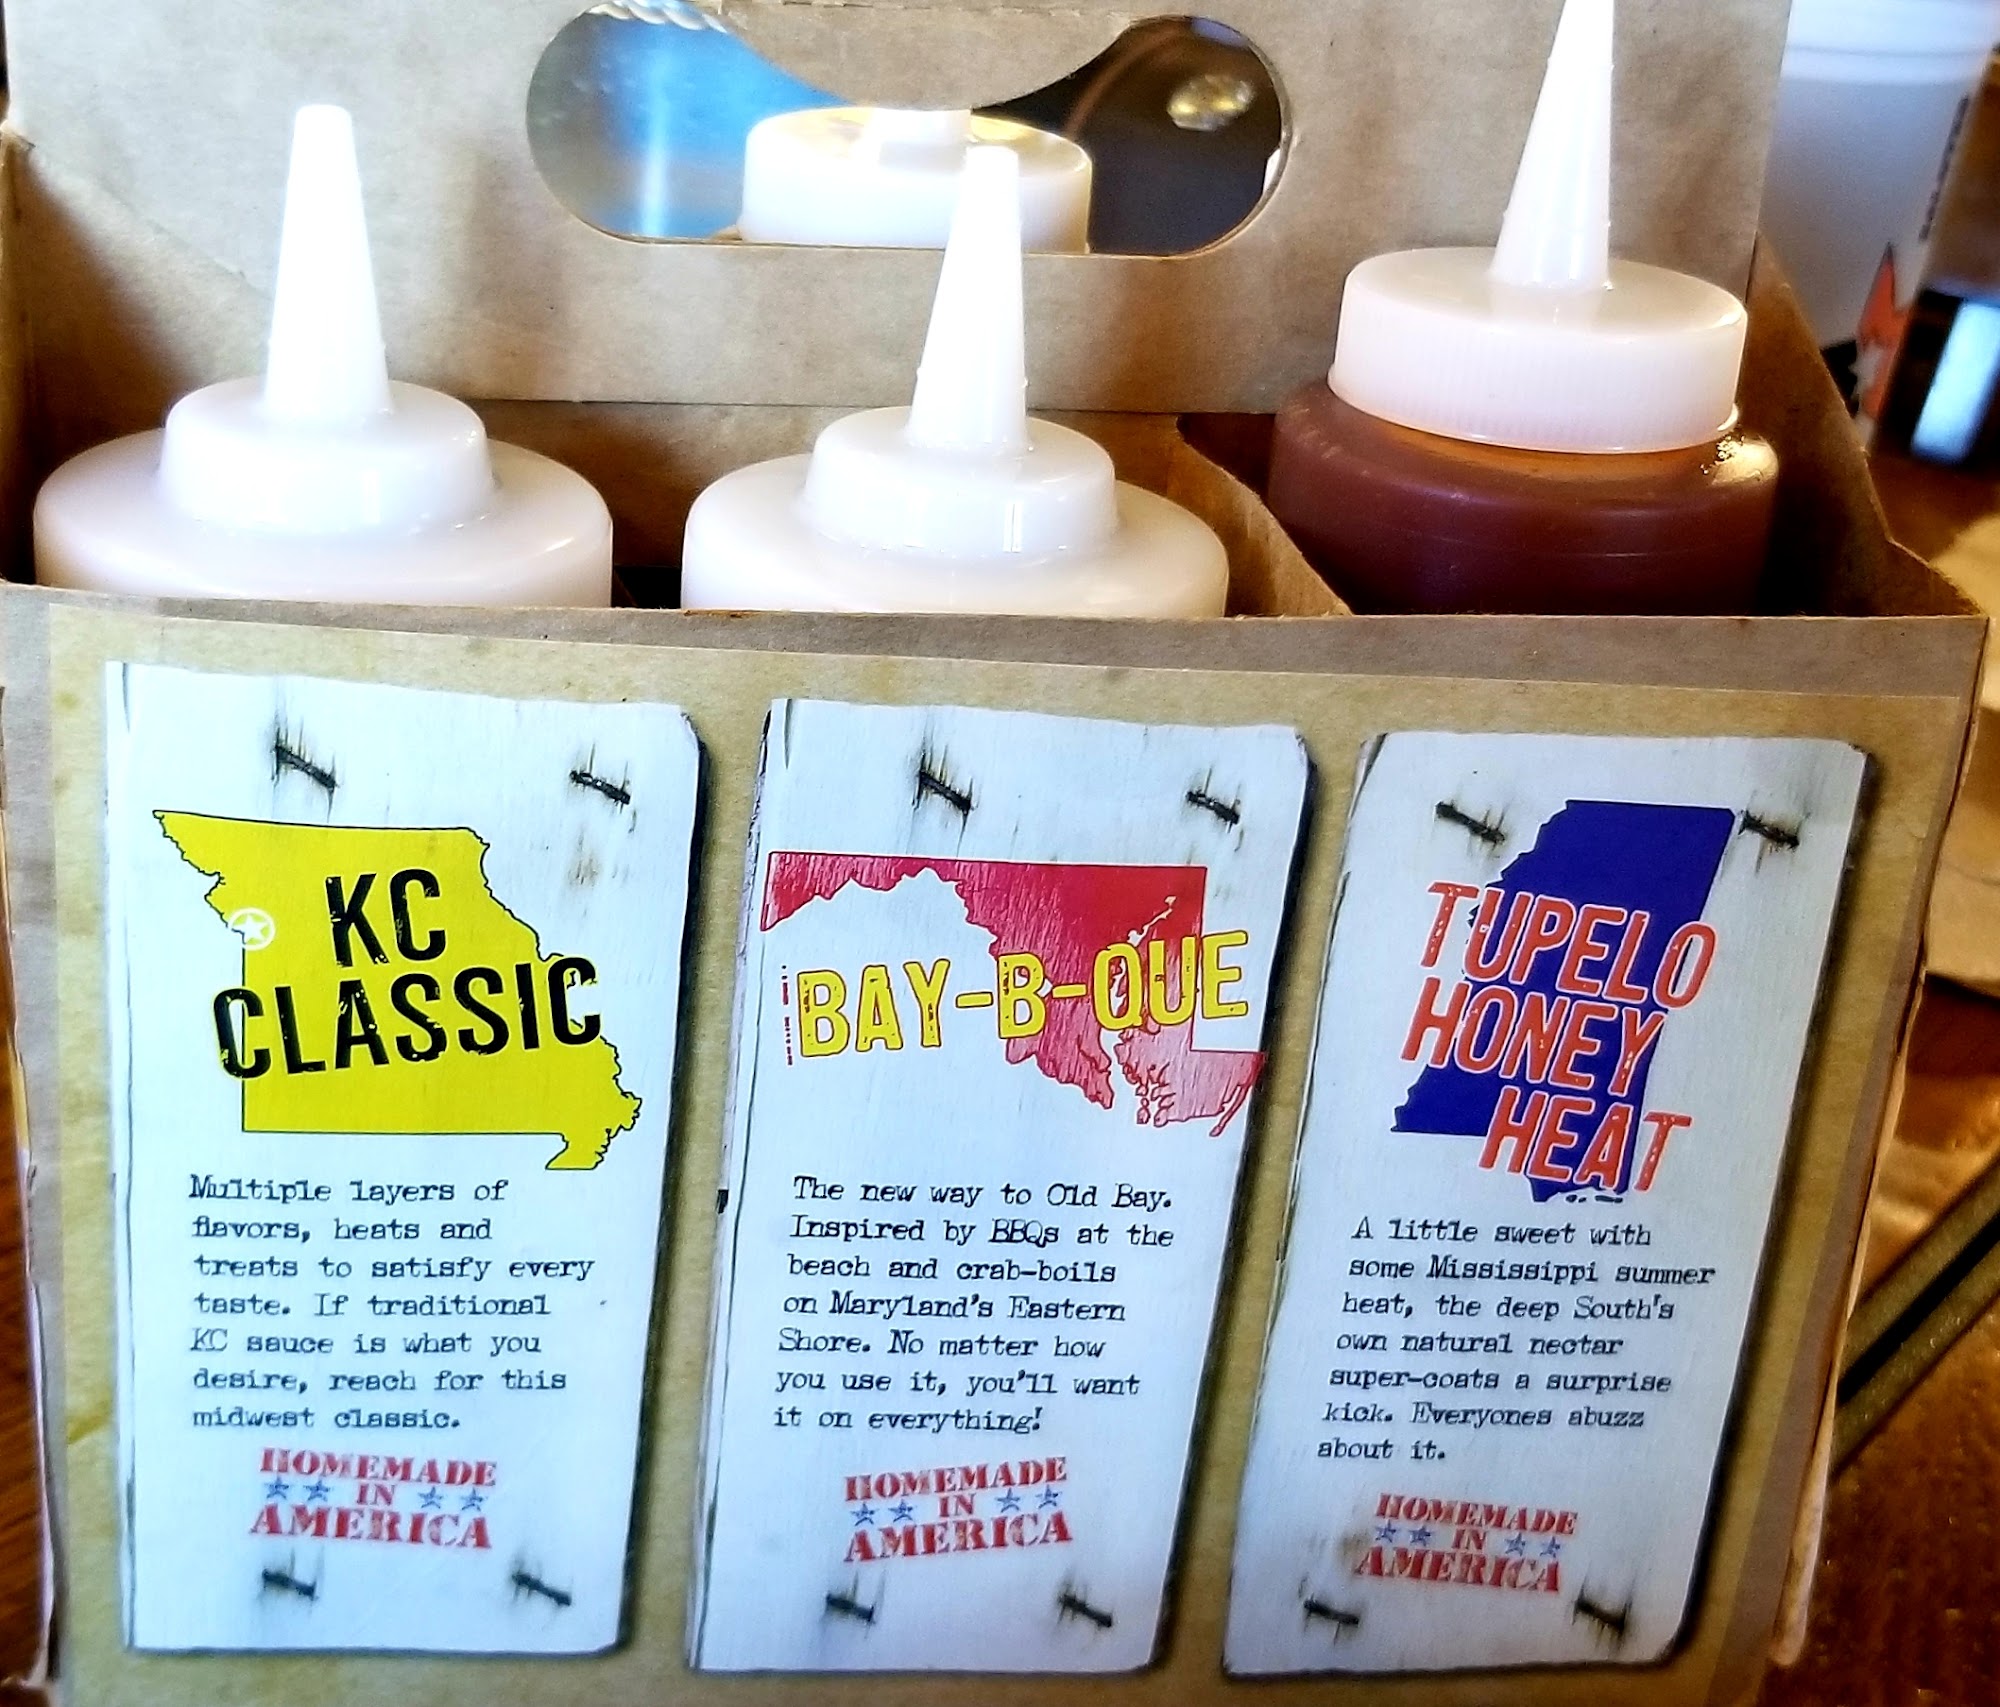 KC
CLASSIC
Multiple layers of
flavors, heats and
treats to satisfy every
taste. If traditional
KC sauce is what you
desire, reach for this
midwest classic.
HOMEMADE
IN
AMERICA
BAY-B-QUE
The new way to Old Bay.
Inspired by BBQs at the
beach and crab-boils
on Maryland's Eastern
Shore. No matter how
you use it, you'll want
it on everything!
HOMEMADE
IN
AMERICA
TUPELO
HONEY
HEAT
A little sweet with
some Mississippi summer
heat, the deep South's
own natural nectar
super-coats a surprise
kick. Everyones abuzz
about it.
HOMEMADE
IN
AMERICA